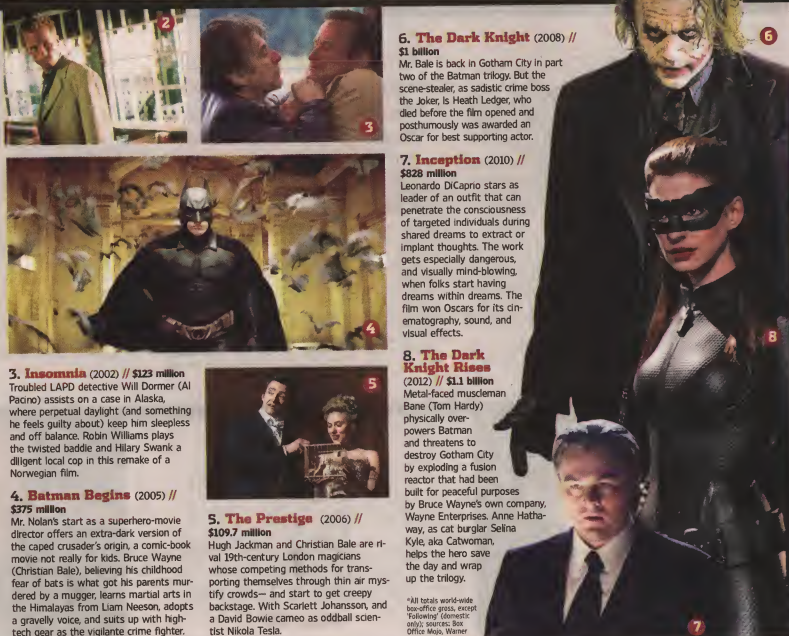 2
3
4
3. Insomnia (2002) // $123 million
Troubled LAPD detective Will Dormer (Al
Pacino) assists on a case in Alaska,
where perpetual daylight (and something
he feels guilty about) keep him sleepless
and off balance. Robin Williams plays
the twisted baddie and Hilary Swank a
diligent local cop in this remake of a
Norwegian film.
4. Batman Begins (2005) //
$375 million
Mr. Nolan's start as a superhero-movie
director offers an extra-dark version of
the caped crusader's origin, a comic-book
movie not really for kids. Bruce Wayne
(Christian Bale), believing his childhood
fear of bats is what got his parents mur-
dered by a mugger, learns martial arts in
the Himalayas from Liam Neeson, adopts
a gravelly voice, and suits up with high-
tech gear as the vigilante crime fighter.
5
5. The Prestige (2006) //
$109.7 million
Hugh Jackman and Christian Bale are ri-
val 19th-century London magicians
whose competing methods for trans-
porting themselves through thin air mys-
tify crowds— and start to get creepy
backstage. With Scarlett Johansson, and
a David Bowie cameo as oddball scien-
tist Nikola Tesla.
6. The Dark Knight (2008) //
$1 billion
Mr. Bale is back in Gotham City in part
two of the Batman trilogy. But the
scene-stealer, as sadistic crime boss
the Joker, is Heath Ledger, who
died before the film opened and
posthumously was awarded an
Oscar for best supporting actor.
7. Inception (2010) //
$828 million
Leonardo DiCaprio stars as
leader of an outfit that can
penetrate the consciousness
of targeted individuals during
shared dreams to extract or
implant thoughts. The work
gets especially dangerous,
and visually mind-blowing,
when folks start having
dreams within dreams. The
film won Oscars for its cin-
ematography, sound, and
visual effects.
8. The Dark
Knight Rises
(2012) // $1.1 billion
Metal-faced muscleman
Bane (Tom Hardy)
physically over-
powers Batman
and threatens to
destroy Gotham City
by exploding a fusion
reactor that had been
built for peaceful purposes
by Bruce Wayne's own company,
Wayne Enterprises. Anne Hatha-
way, as cat burglar Selina
Kyle, aka Catwoman,
helps the hero save
the day and wrap
up the trilogy.
*All totals world-wide
box-office gross, except
'Following' (domestic
only); sources: Box
Office Mojo, Warner
6
8
7